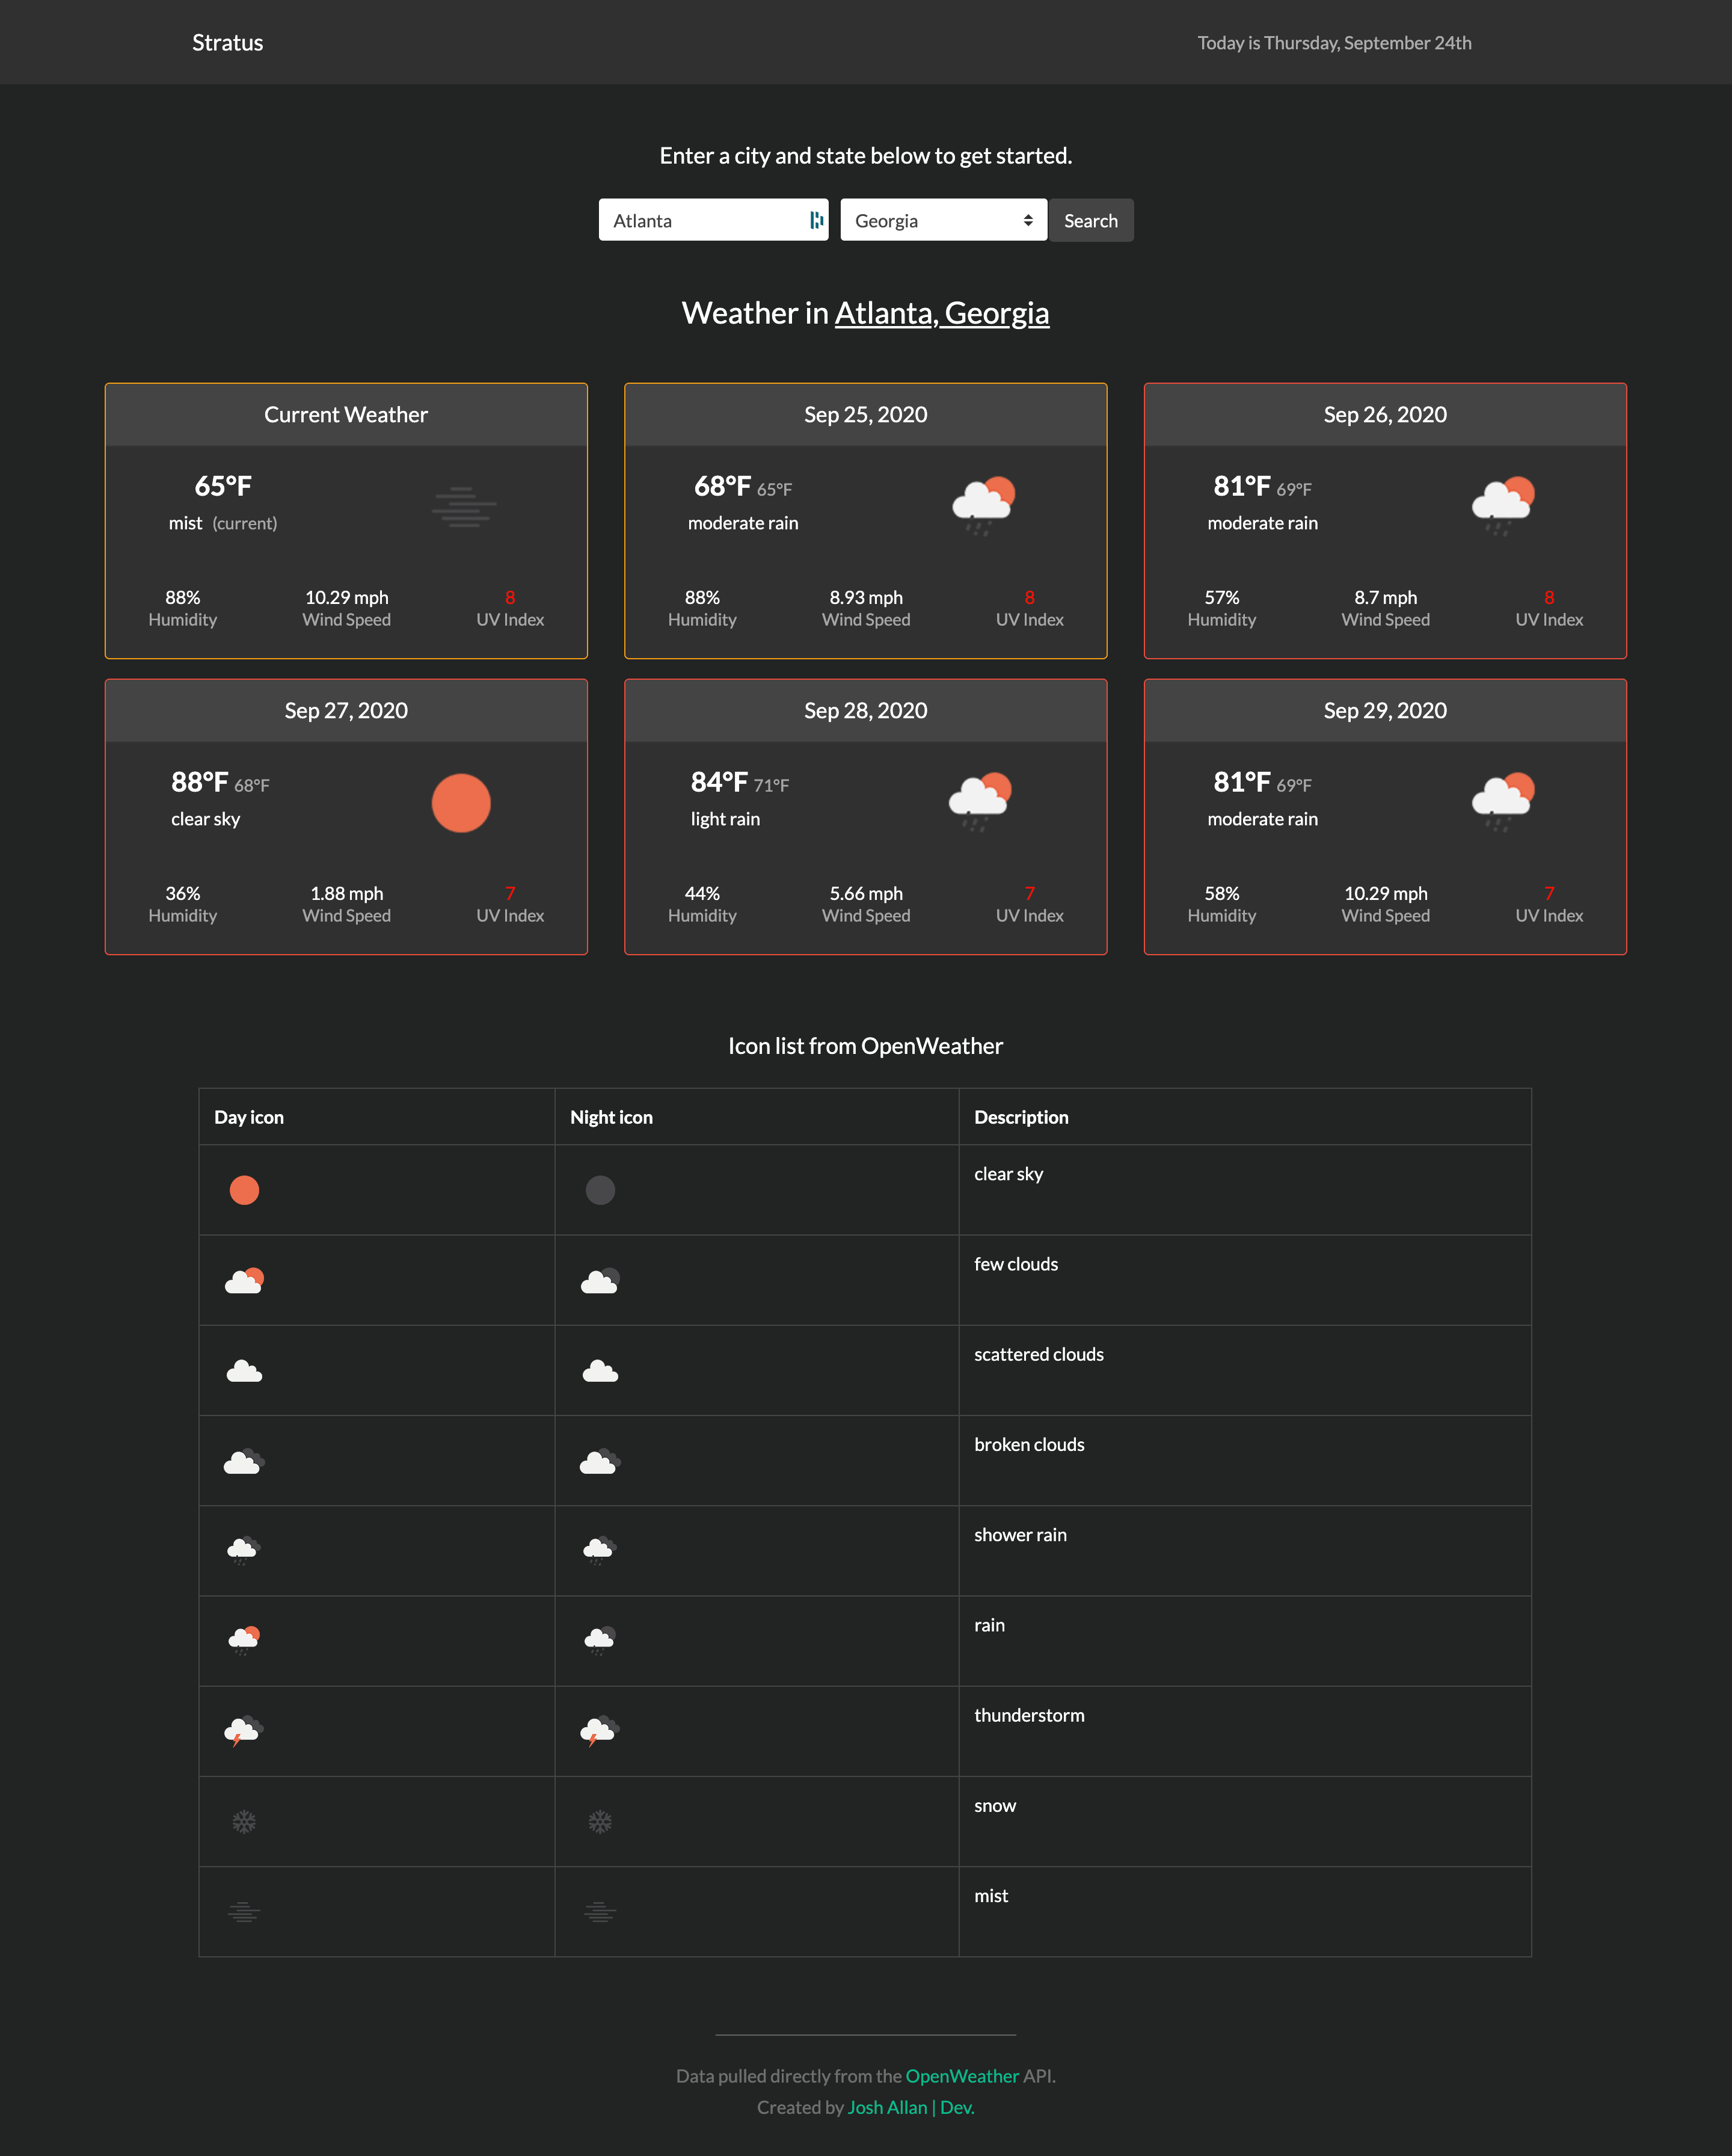 Stratus
Today is Thursday, September 24th
Enter a city and state below to get started.
Atlanta
Georgia
Search
Weather in Atlanta, Georgia
Current Weather
65°F
mist (current)
88%
Humidity
10.29 mph
Wind Speed
8
UV Index
Sep 25, 2020
68°F 65°F
moderate rain
88%
Humidity
8.93 mph
Wind Speed
8
UV Index
Sep 26, 2020
81°F 69°F
moderate rain
57%
Humidity
8.7 mph
Wind Speed
8
UV Index
Sep 27, 2020
88°F 68°F
clear sky
36%
Humidity
1.88 mph
Wind Speed
7
UV Index
Sep 28, 2020
84°F 71°F
light rain
44%
Humidity
5.66 mph
Wind Speed
7
UV Index
Sep 29, 2020
81°F 69°F
moderate rain
58%
Humidity
10.29 mph
Wind Speed
7
UV Index
Icon list from OpenWeather
Day icon Night icon Description
clear sky
few clouds
scattered clouds
broken clouds
shower rain
rain
thunderstorm
snow
mist
Data pulled directly from the OpenWeather API.
Created by Josh Allan | Dev.